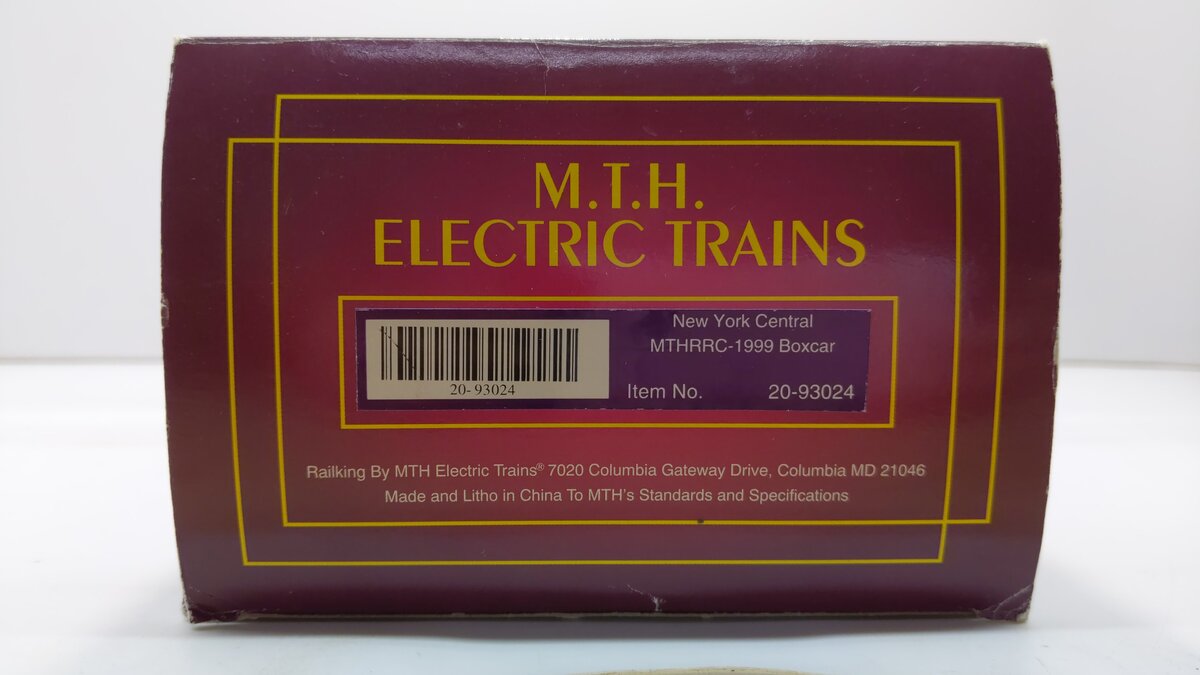 M.T.H.
ELECTRIC TRAINS
20-93024
New York Central
MTHRRC-1999 Boxcar
Item No. 20-93024
Railking By MTH Electric Trains® 7020 Columbia Gateway Drive, Columbia MD 21046
Made and Litho in China To MTH's Standards and Specifications